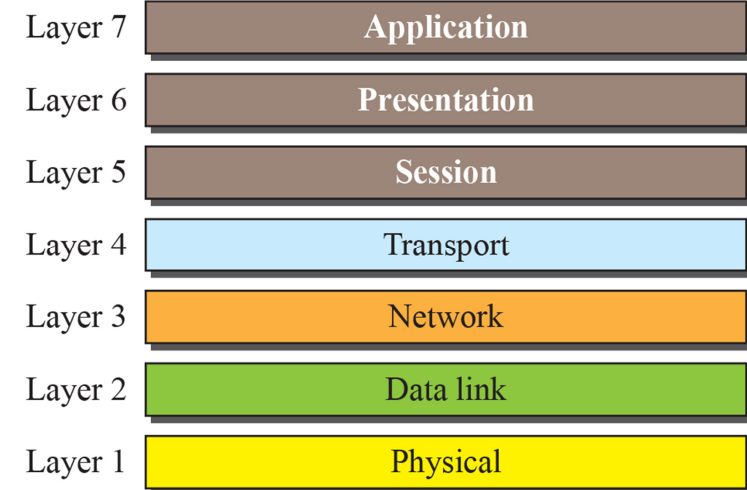 Layer 7 Application
Layer 6 Presentation
Layer 5 Session
Layer 4 Transport
Layer 3 Network
Layer 2 Data link
Layer 1 Physical